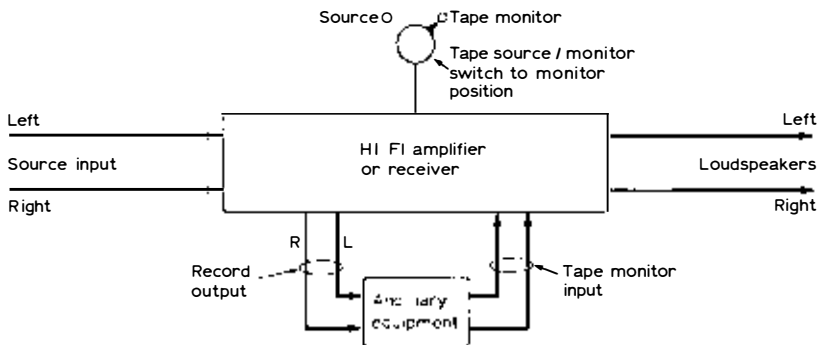 Source
Tape monitor
Tape source / monitor
switch to monitor
position
Left
Left
HI FI amplifier
or receiver
Source input
Loudspeakers
Right
Right
R
L
Record
output
Tape monitor
input
Ancillary
equipment